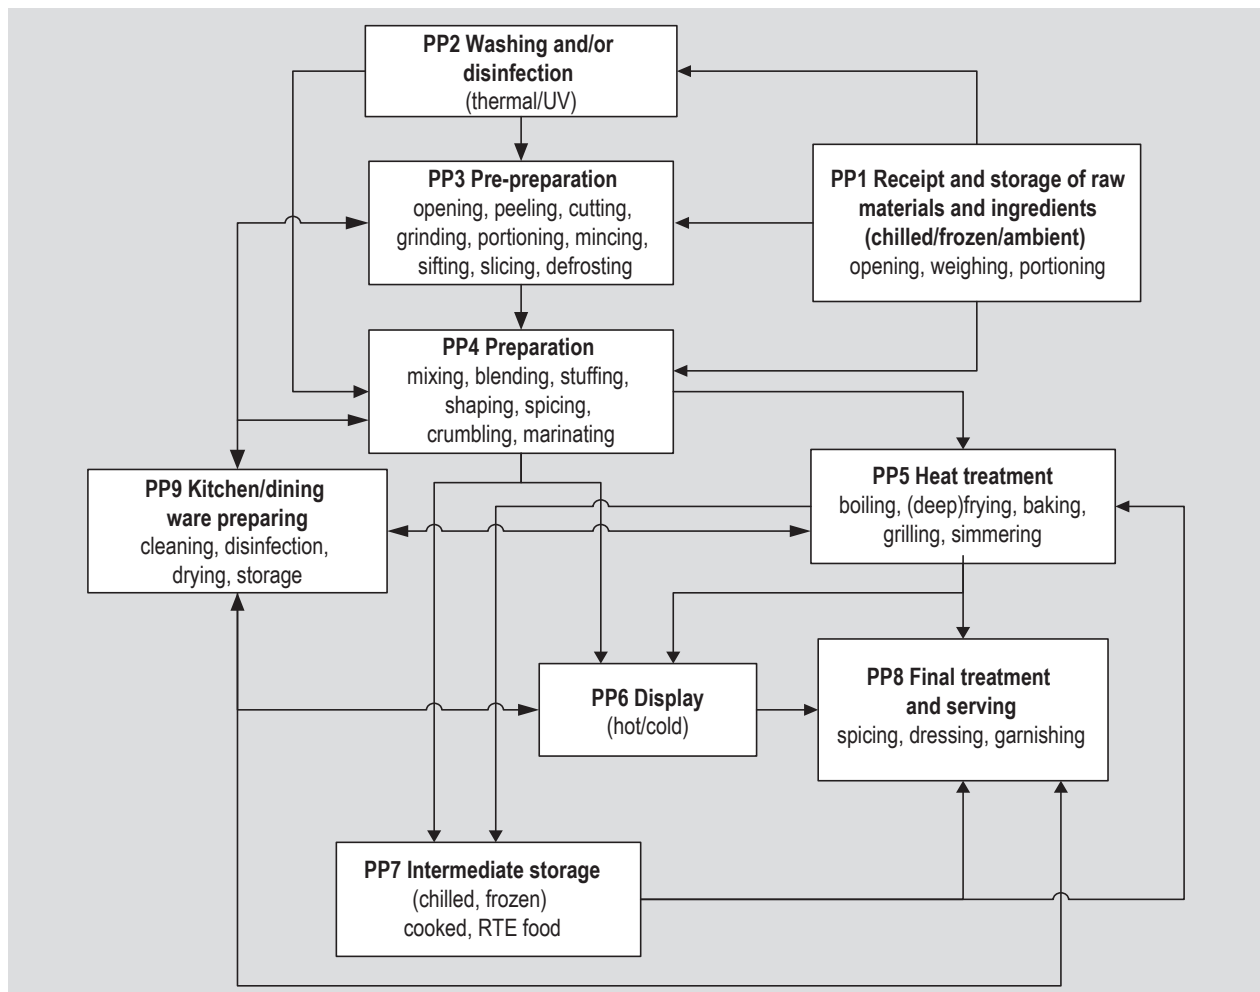 PP2 Washing and/or
disinfection
(thermal/UV)
PP3 Pre-preparation
opening, peeling, cutting,
grinding, portioning, mincing,
sifting, slicing, defrosting
PP1 Receipt and storage of raw
materials and ingredients
(chilled/frozen/ambient)
opening, weighing, portioning
PP4 Preparation
mixing, blending, stuffing,
shaping, spicing,
crumbling, marinating
PP9 Kitchen/dining
ware preparing
cleaning, disinfection,
drying, storage
PP5 Heat treatment
boiling, (deep)frying, baking,
grilling, simmering
PP6 Display
(hot/cold)
PP8 Final treatment
and serving
spicing, dressing, garnishing
PP7 Intermediate storage
(chilled, frozen)
cooked, RTE food